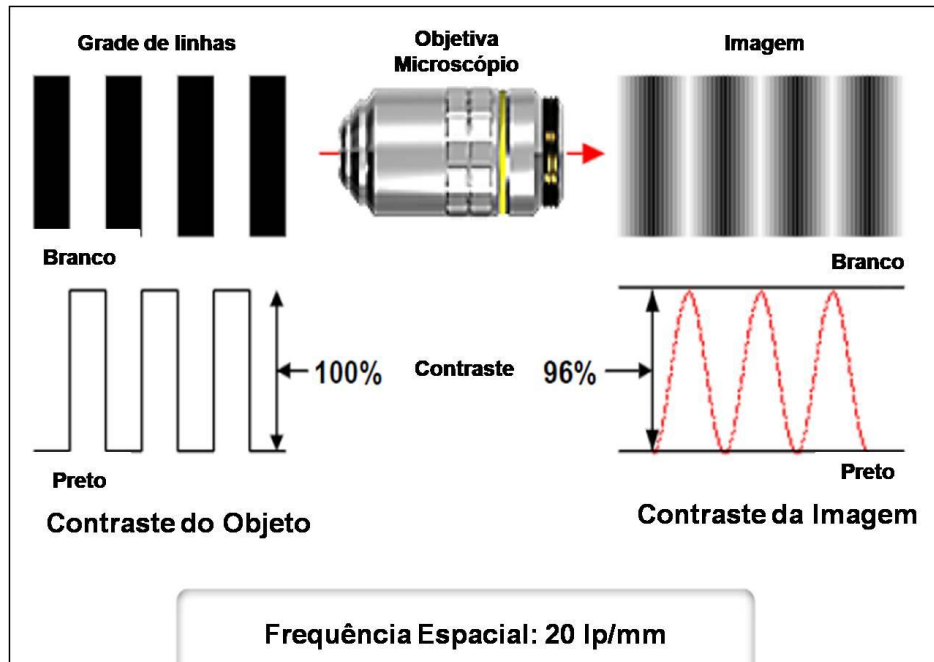 Grade de linhas
Objetiva
Microscópio
Imagem
Branco
Branco
100%
Contraste
96%
Preto
Preto
Contraste do Objeto
Contraste da Imagem
Frequência Espacial: 20 lp/mm